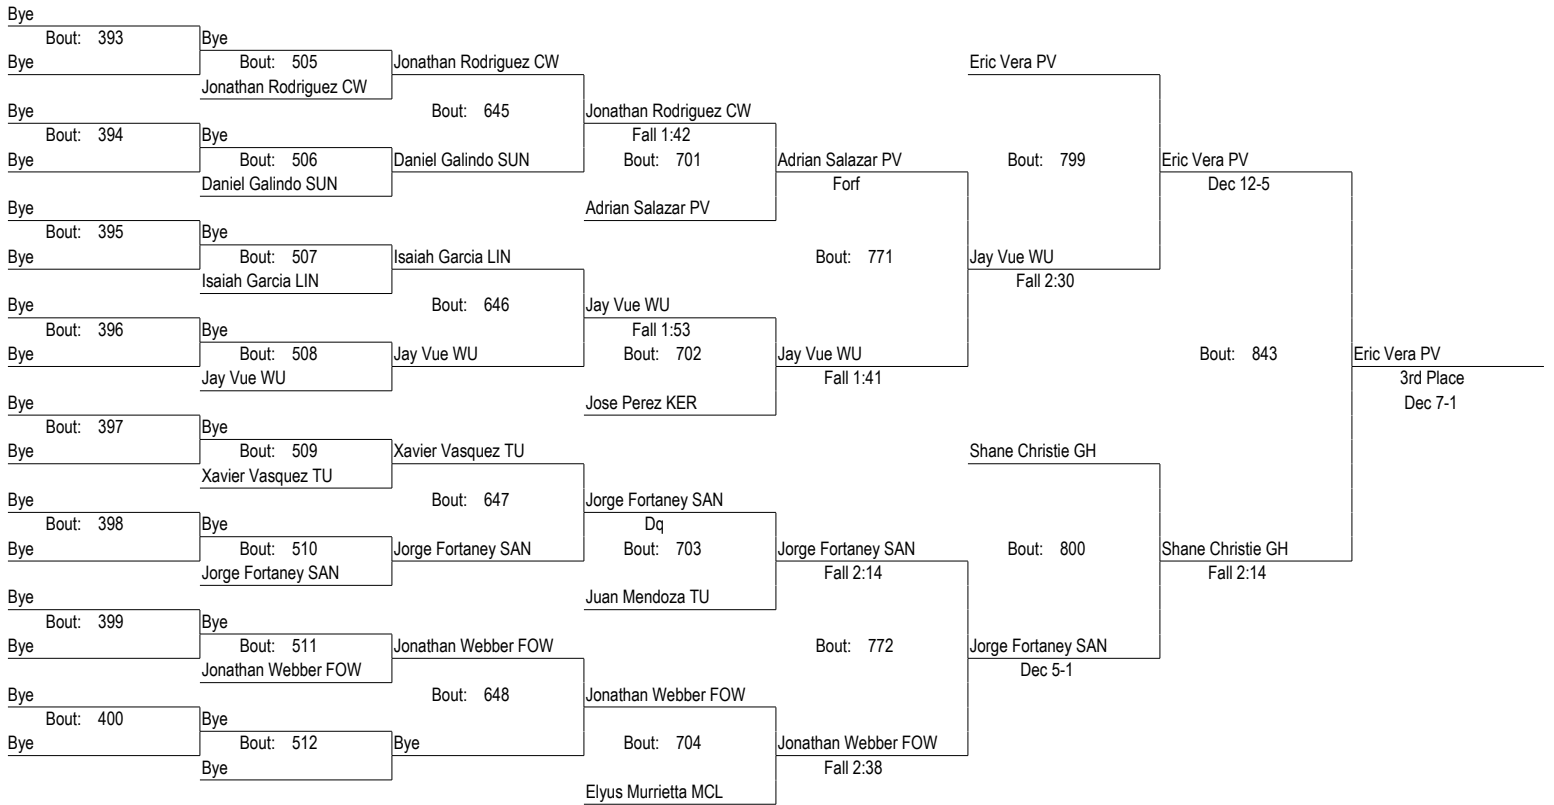 Bye
Bout: 393 Bye
Bye Bout: 505 Jonathan Rodriguez CW Eric Vera PV
Jonathan Rodriguez CW
Bye Bout: 645 Jonathan Rodriguez CW
Bout: 394 Bye Fall 1:42
Bye Bout: 506 Daniel Galindo SUN Bout: 701 Adrian Salazar PV Bout: 799 Eric Vera PV
Daniel Galindo SUN Forf Dec 12-5
Bye Adrian Salazar PV
Bout: 395 Bye
Bye Bout: 507 Isaiah Garcia LIN Bout: 771 Jay Vue WU
Isaiah Garcia LIN Fall 2:30
Bye Bout: 646 Jay Vue WU
Bout: 396 Bye Fall 1:53
Bye Bout: 508 Jay Vue WU Bout: 702 Jay Vue WU Bout: 843 Eric Vera PV
Jay Vue WU Fall 1:41 3rd Place
Bye Jose Perez KER Dec 7-1
Bout: 397 Bye
Bye Bout: 509 Xavier Vasquez TU Shane Christie GH
Xavier Vasquez TU
Bye Bout: 647 Jorge Fortaney SAN
Bout: 398 Bye Dq
Bye Bout: 510 Jorge Fortaney SAN Bout: 703 Jorge Fortaney SAN Bout: 800 Shane Christie GH
Jorge Fortaney SAN Fall 2:14 Fall 2:14
Bye Juan Mendoza TU
Bout: 399 Bye
Bye Bout: 511 Jonathan Webber FOW Bout: 772 Jorge Fortaney SAN
Jonathan Webber FOW Dec 5-1
Bye Bout: 648 Jonathan Webber FOW
Bout: 400 Bye
Bye Bout: 512 Bye Bout: 704 Jonathan Webber FOW
Bye Fall 2:38
Elyus Murrietta MCL